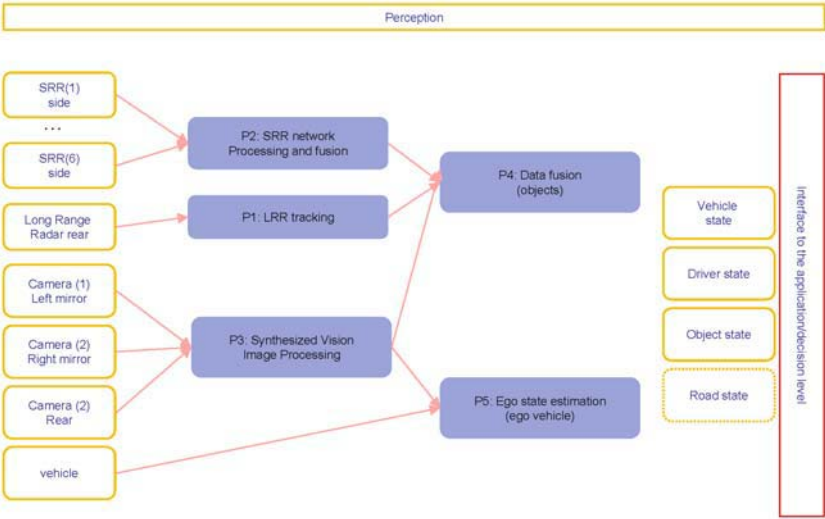 Perception
SRR(1)
side
...
SRR(6)
side
Long Range
Radar rear
Camera (1)
Left mirror
Camera (2)
Right mirror
Camera (2)
Rear
vehicle
P2: SRR network
Processing and fusion
P1: LRR tracking
P3: Synthesized Vision
Image Processing
P4: Data fusion
(objects)
P5: Ego state estimation
(ego vehicle)
Vehicle
state
Driver state
Object state
Road state
Interface to the application/decision level